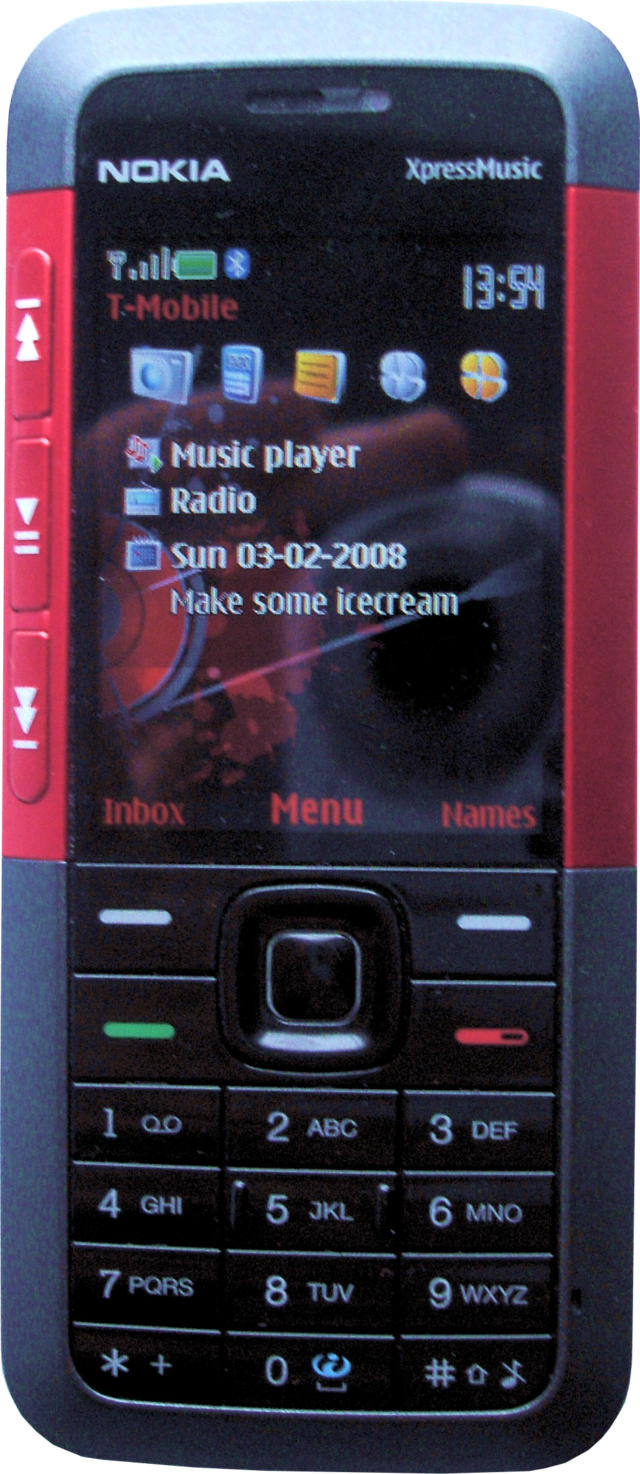 NOKIA XpressMusic
13:54
T-Mobile
Music player
Radio
Sun 03-02-2008
Make some icecream
Inbox Menu Names
1 2 ABC 3 DEF
4 GHI 5 JKL 6 MNO
7 PQRS 8 TUV 9 WXYZ
* + 0 #